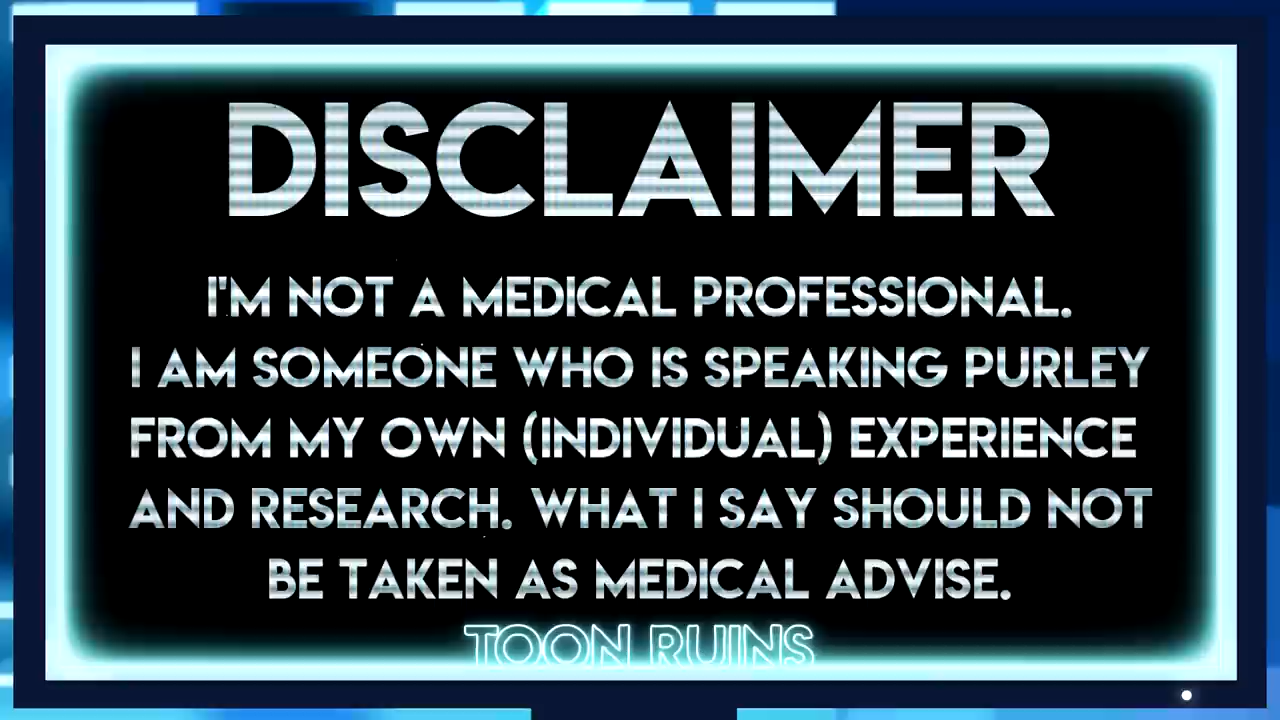 DISCLAIMER
I'M NOT A MEDICAL PROFESSIONAL.
I AM SOMEONE WHO IS SPEAKING PURLEY
FROM MY OWN (INDIVIDUAL) EXPERIENCE
AND RESEARCH. WHAT I SAY SHOULD NOT
BE TAKEN AS MEDICAL ADVISE.
TOON RUINS